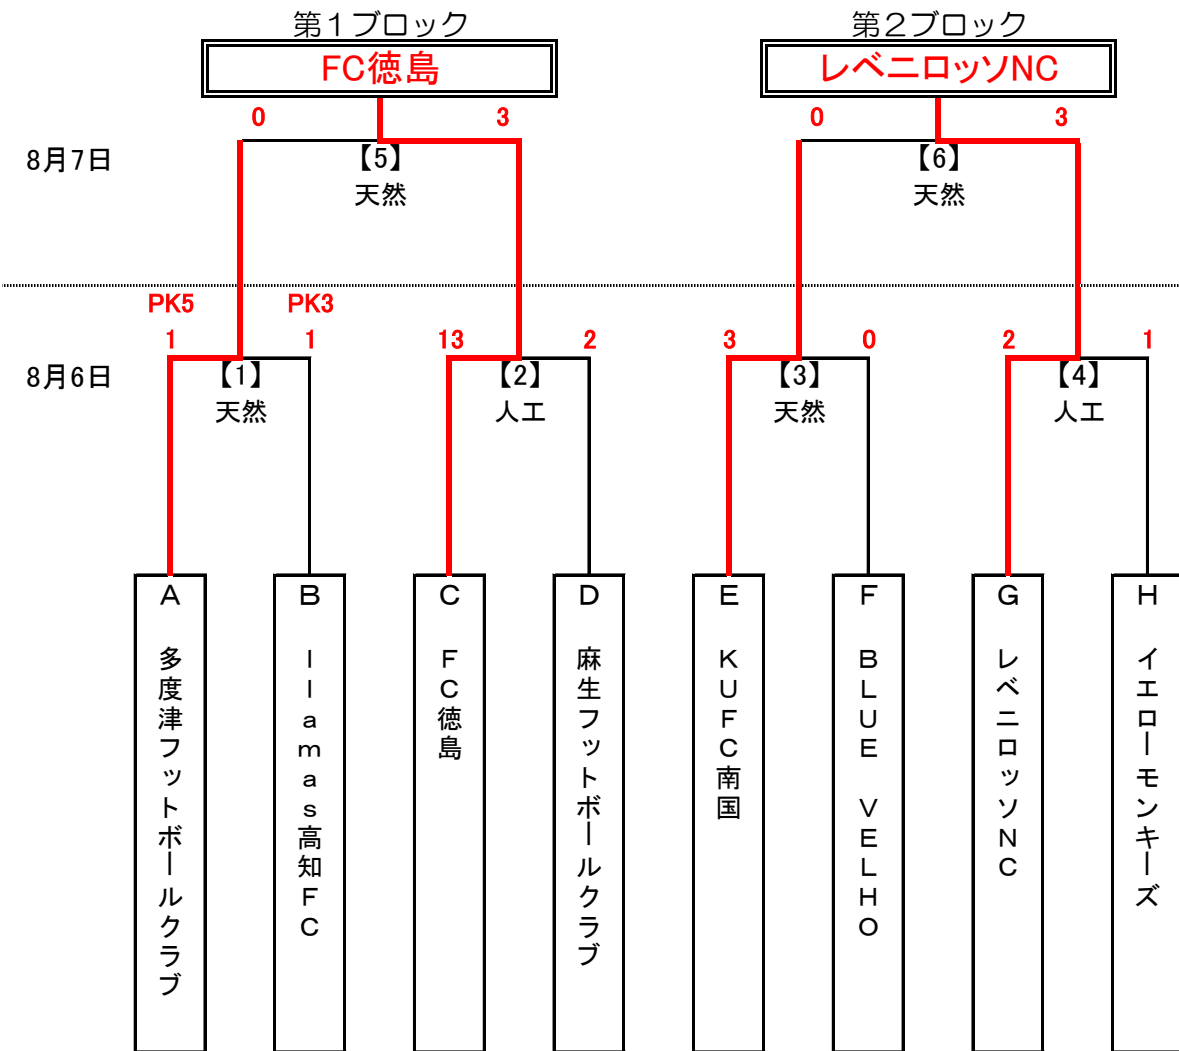 第1ブロック
第2ブロック
FC徳島
レベニロッソNC
0
3
0
3
8月7日
【5】
【6】
天然
天然
PK5
PK3
1
1
13
2
3
0
2
1
8月6日
【1】
【2】
【3】
【4】
天然
人工
天然
人工
A
多度津フットボールクラブ
B
llamas高知FC
C
FC徳島
D
麻生フットボールクラブ
E
KUFC南国
F
BLUE VELHO
G
レベニロッソNC
H
イエローモンキーズ